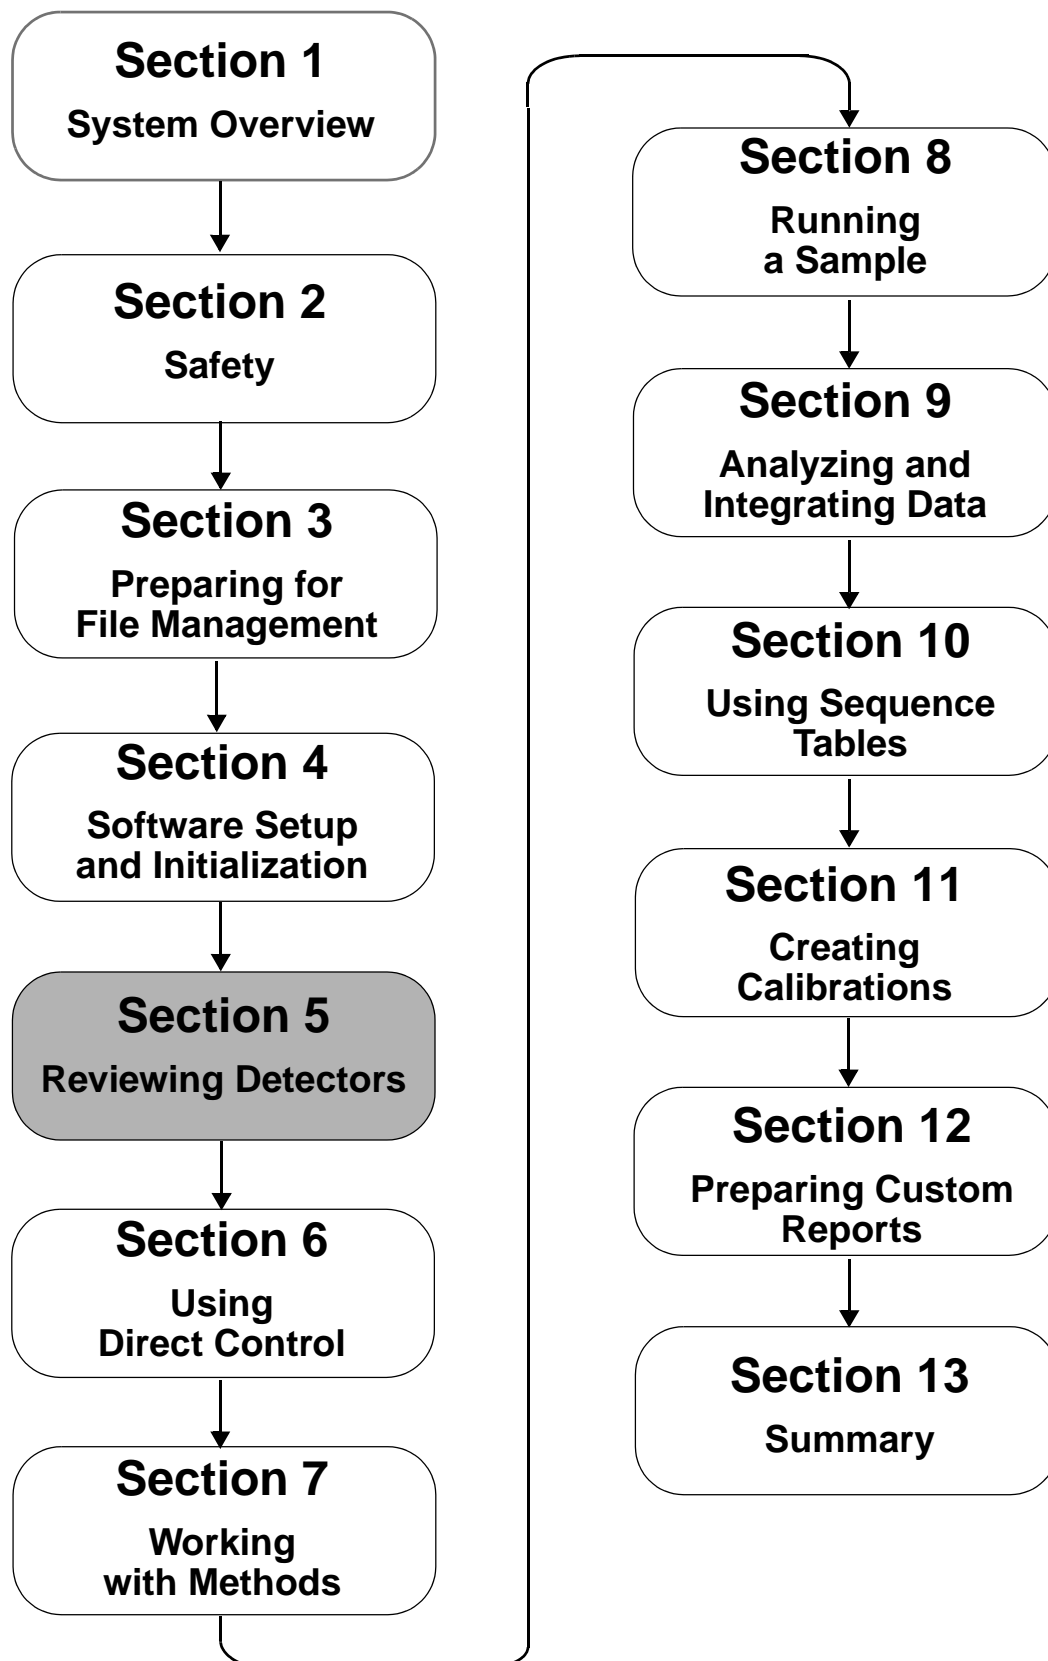 Section 1
System Overview
Section 2
Safety
Section 3
Preparing for
File Management
Section 4
Software Setup
and Initialization
Section 5
Reviewing Detectors
Section 6
Using
Direct Control
Section 7
Working
with Methods
Section 8
Running
a Sample
Section 9
Analyzing and
Integrating Data
Section 10
Using Sequence
Tables
Section 11
Creating
Calibrations
Section 12
Preparing Custom
Reports
Section 13
Summary